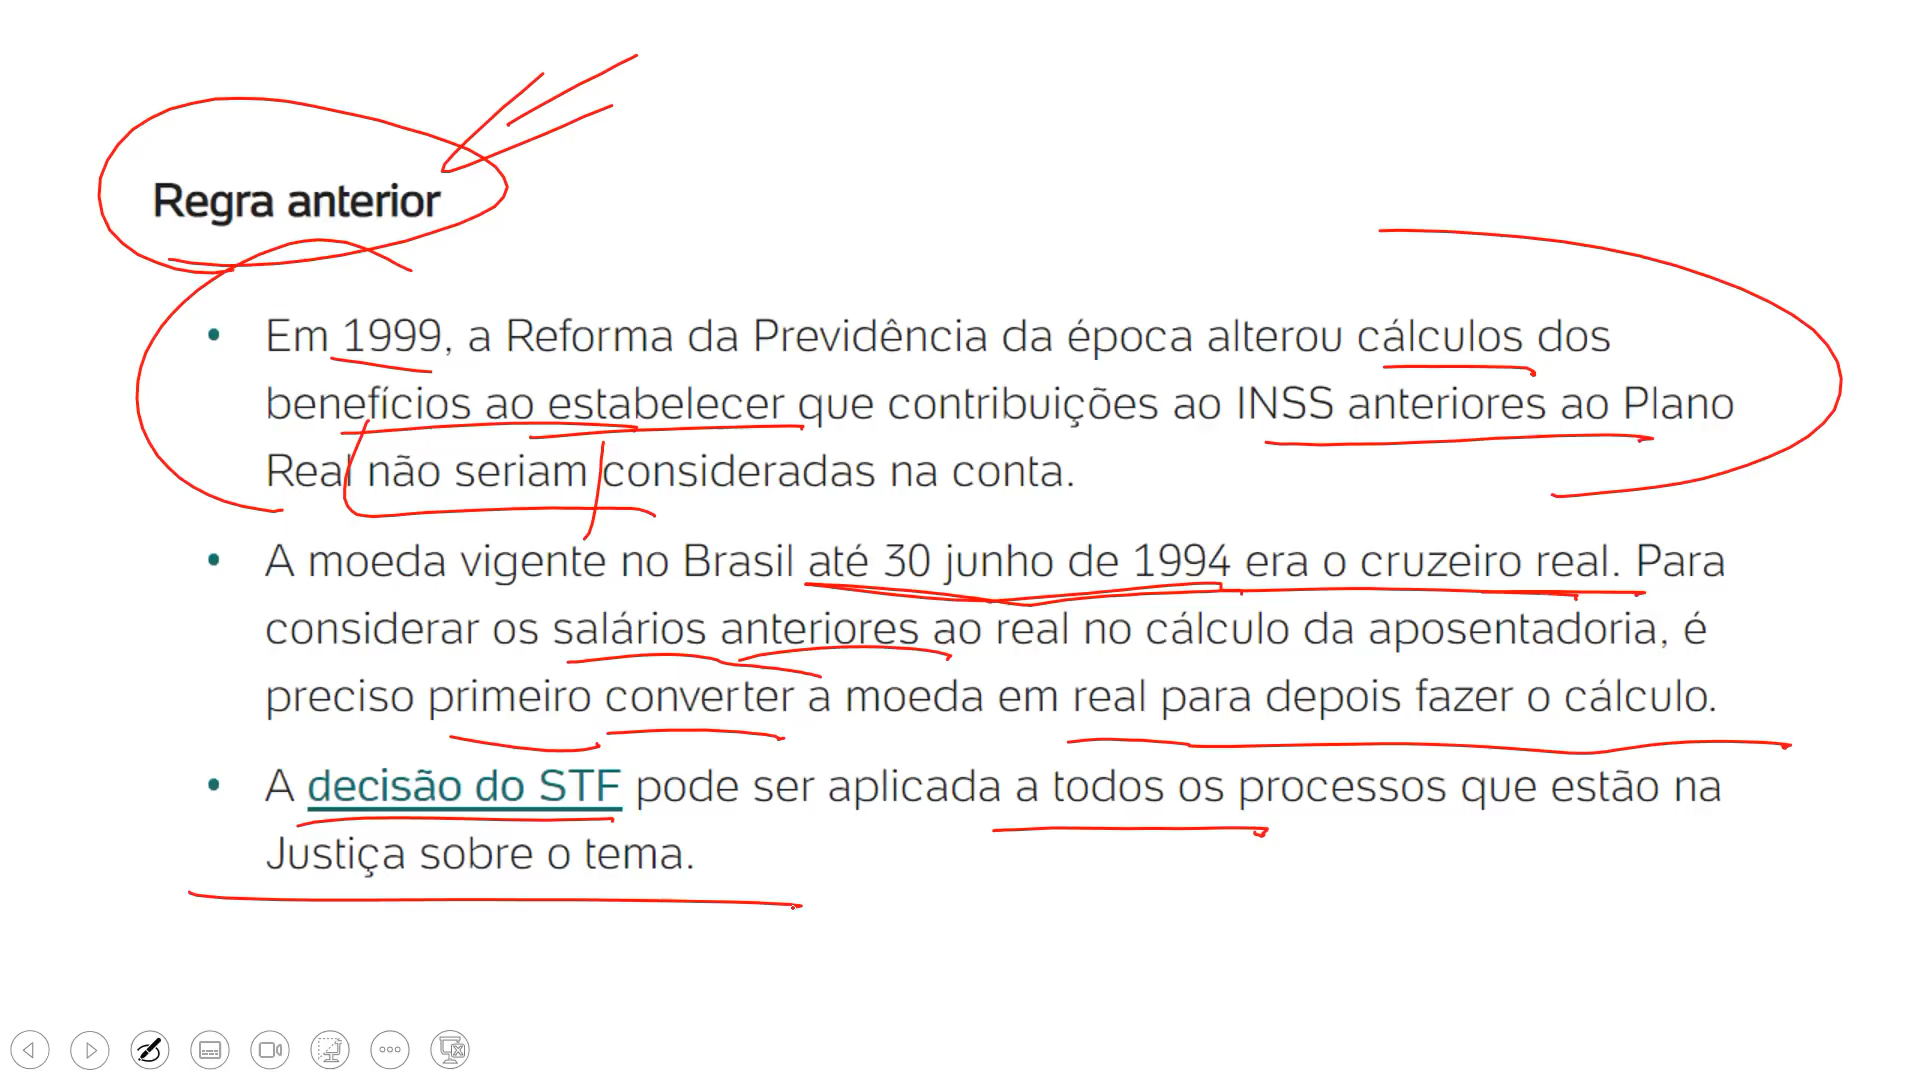 Regra anterior
• Em 1999, a Reforma da Previdência da época alterou cálculos dos
benefícios ao estabelecer que contribuições ao INSS anteriores ao Plano
Real não seriam consideradas na conta.
• A moeda vigente no Brasil até 30 junho de 1994 era o cruzeiro real. Para
considerar os salários anteriores ao real no cálculo da aposentadoria, é
preciso primeiro converter a moeda em real para depois fazer o cálculo.
• A decisão do STF pode ser aplicada a todos os processos que estão na
Justiça sobre o tema.